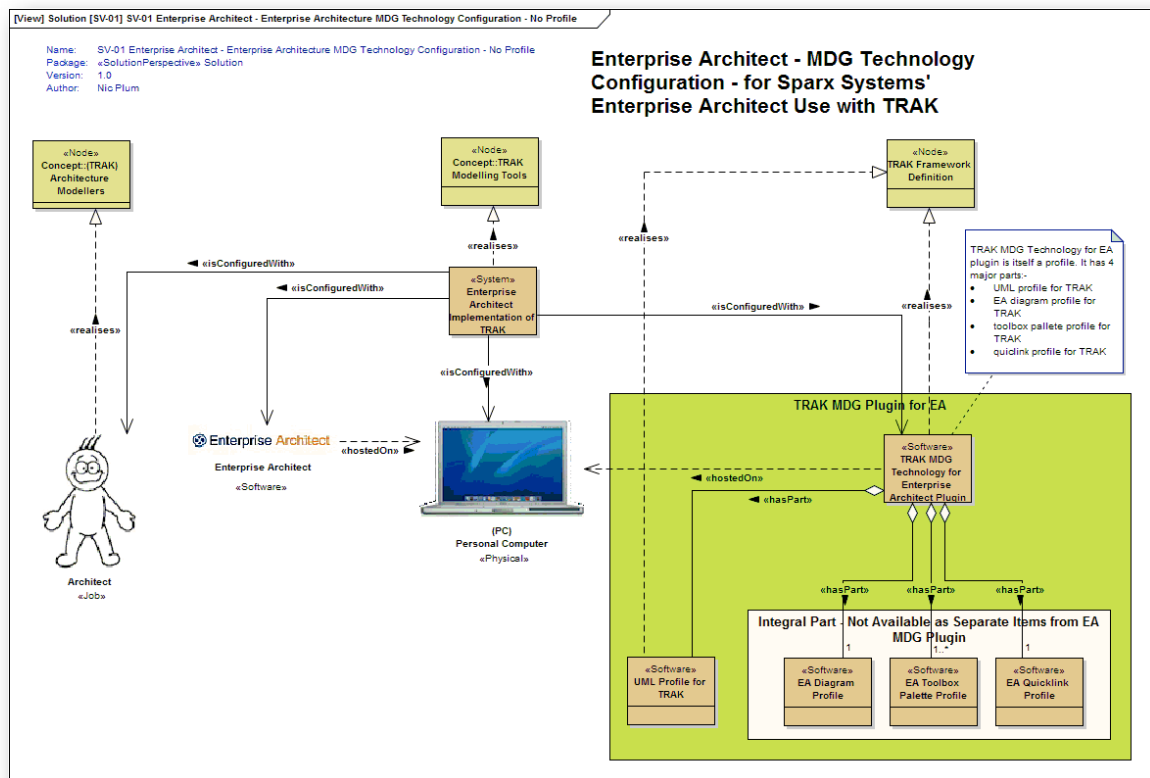 [View] Solution [SV-01] SV-01 Enterprise Architect - Enterprise Architecture MDG Technology Configuration - No Profile
Name: SV-01 Enterprise Architect - Enterprise Architecture MDG Technology Configuration - No Profile
Package: «SolutionPerspective» Solution
Version: 1.0
Author: Nic Plum
Enterprise Architect - MDG Technology
Configuration - for Sparx Systems'
Enterprise Architect Use with TRAK
«Node»
Concept::(TRAK)
Architecture
Modellers
«Node»
Concept::TRAK
Modelling Tools
«Node»
TRAK Framework
Definition
«realises»
«realises»
«realises»
«realises»
TRAK MDG Technology for EA
plugin is itself a profile. It has 4
major parts:-
• UML profile for TRAK
• EA diagram profile for
TRAK
• toolbox pallete profile for
TRAK
• quiclink profile for TRAK
«isConfiguredWith»
«isConfiguredWith»
«isConfiguredWith»
«isConfiguredWith»
«System»
Enterprise
Architect
Implementation of
TRAK
TRAK MDG Plugin for EA
Enterprise Architect
«hostedOn»
Enterprise Architect
«Software»
(PC)
Personal Computer
«Physical»
Architect
«Job»
«Software»
TRAK MDG
Technology for
Enterprise
Architect Plugin
«hostedOn»
«hasPart»
«hasPart»
«hasPart»
«hasPart»
Integral Part - Not Available as Separate Items from EA
MDG Plugin
1
1..*
1
«Software»
UML Profile for
TRAK
«Software»
EA Diagram
Profile
«Software»
EA Toolbox
Palette Profile
«Software»
EA Quicklink
Profile